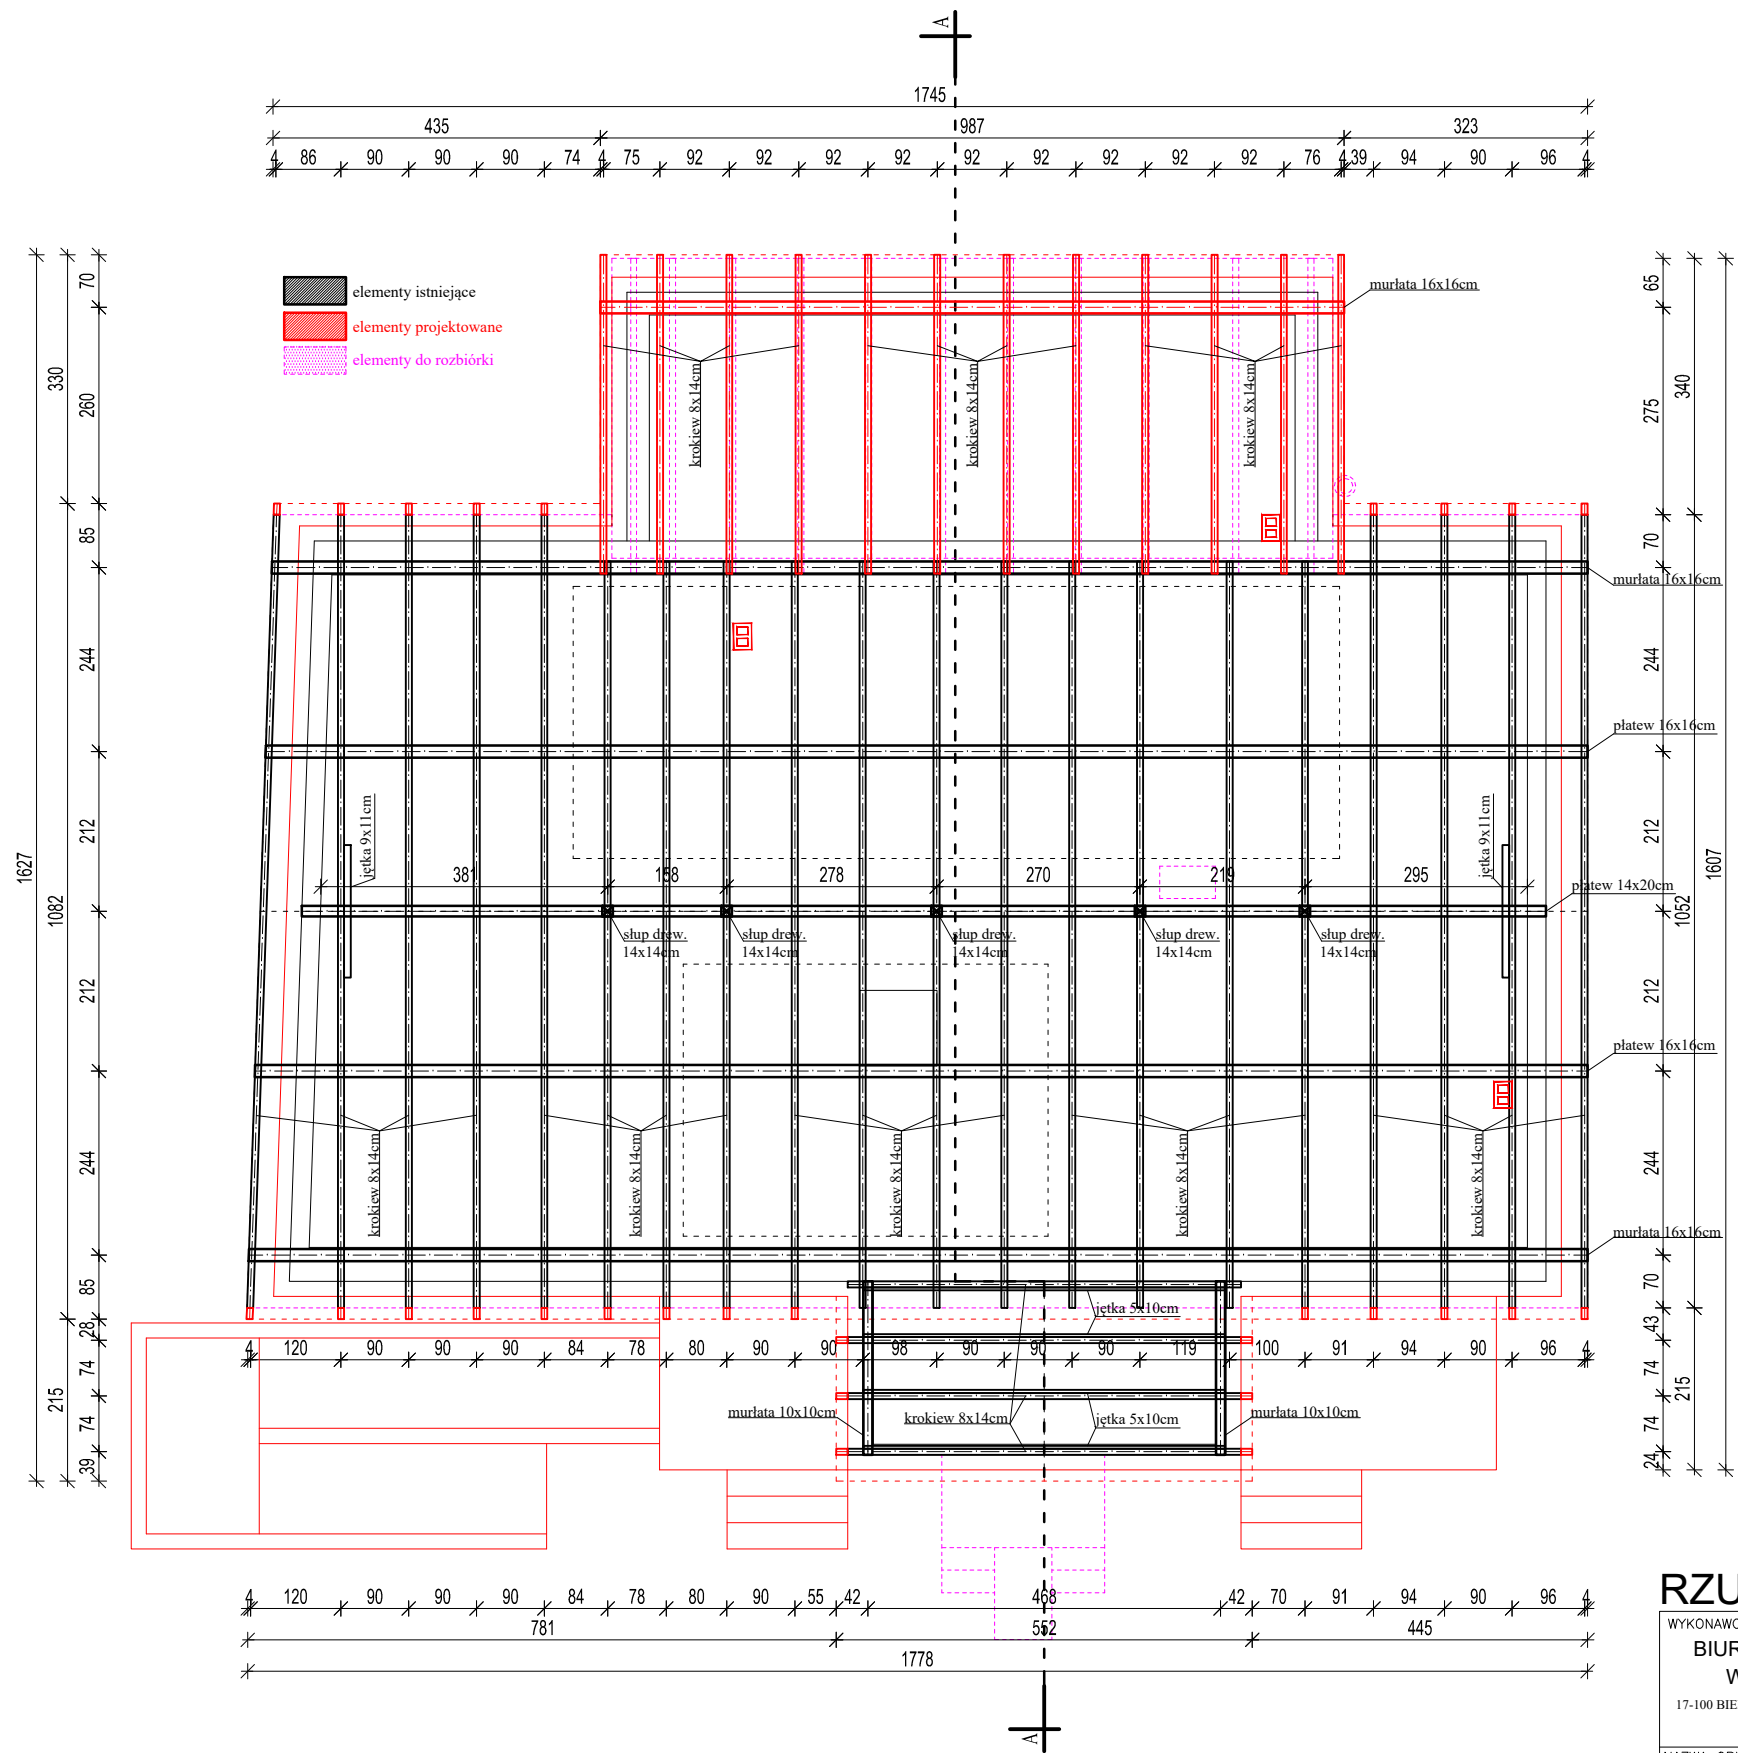 A
1745
435 987 323
4 86 90 90 90 74 4 75 92 92 92 92 92 92 92 92 92 76 4 39 94 90 96 4
elementy istniejące
elementy projektowane
elementy do rozbiórki
murłata 16x16cm
krokiew 8x14cm krokiew 8x14cm krokiew 8x14cm
murłata 16x16cm
płatew 16x16cm
jętka 9x11cm jętka 9x11cm
381 158 278 270 219 295
płatew 14x20cm
słup drew. słup drew. słup drew. słup drew. słup drew.
14x14cm 14x14cm 14x14cm 14x14cm 14x14cm
płatew 16x16cm
krokiew 8x14cm krokiew 8x14cm krokiew 8x14cm krokiew 8x14cm krokiew 8x14cm
murłata 16x16cm
1627
330 1082 215
70 260 85 244 212 212 244 85 28 74 74 39
65 275 70 244 212 212 244 70 43 74 74 24
340 1052 215
1607
jętka 5x10cm
4 120 90 90 90 84 78 80 90 90 98 90 90 90 119 100 91 94 90 96 4
murłata 10x10cm krokiew 8x14cm jętka 5x10cm murłata 10x10cm
4 120 90 90 90 84 78 80 90 55 42 468 42 70 91 94 90 96 4
781 552 445
1778
A
RZU
WYKONAWC
BIUR
W
17-100 BIE